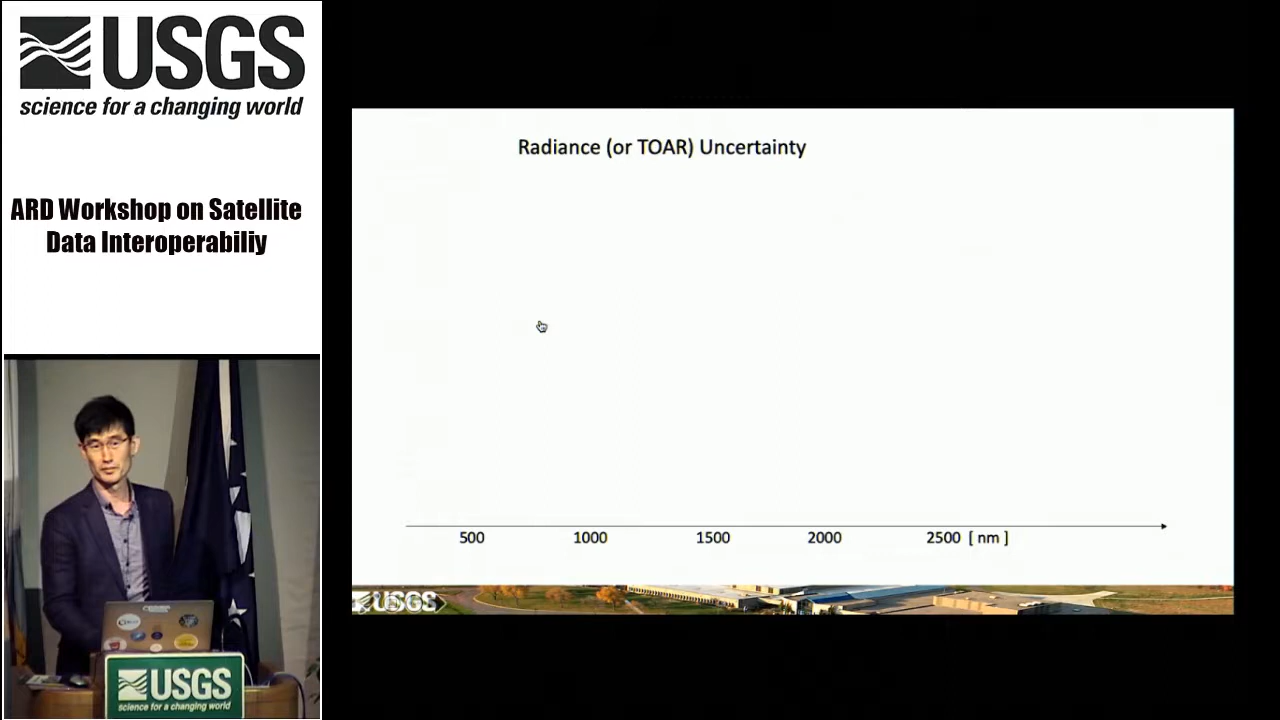 USGS
science for a changing world
ARD Workshop on Satellite
Data Interoperabiliy
Radiance (or TOAR) Uncertainty
500 1000 1500 2000 2500 [ nm ]
USGS
USGS
science for a changing world